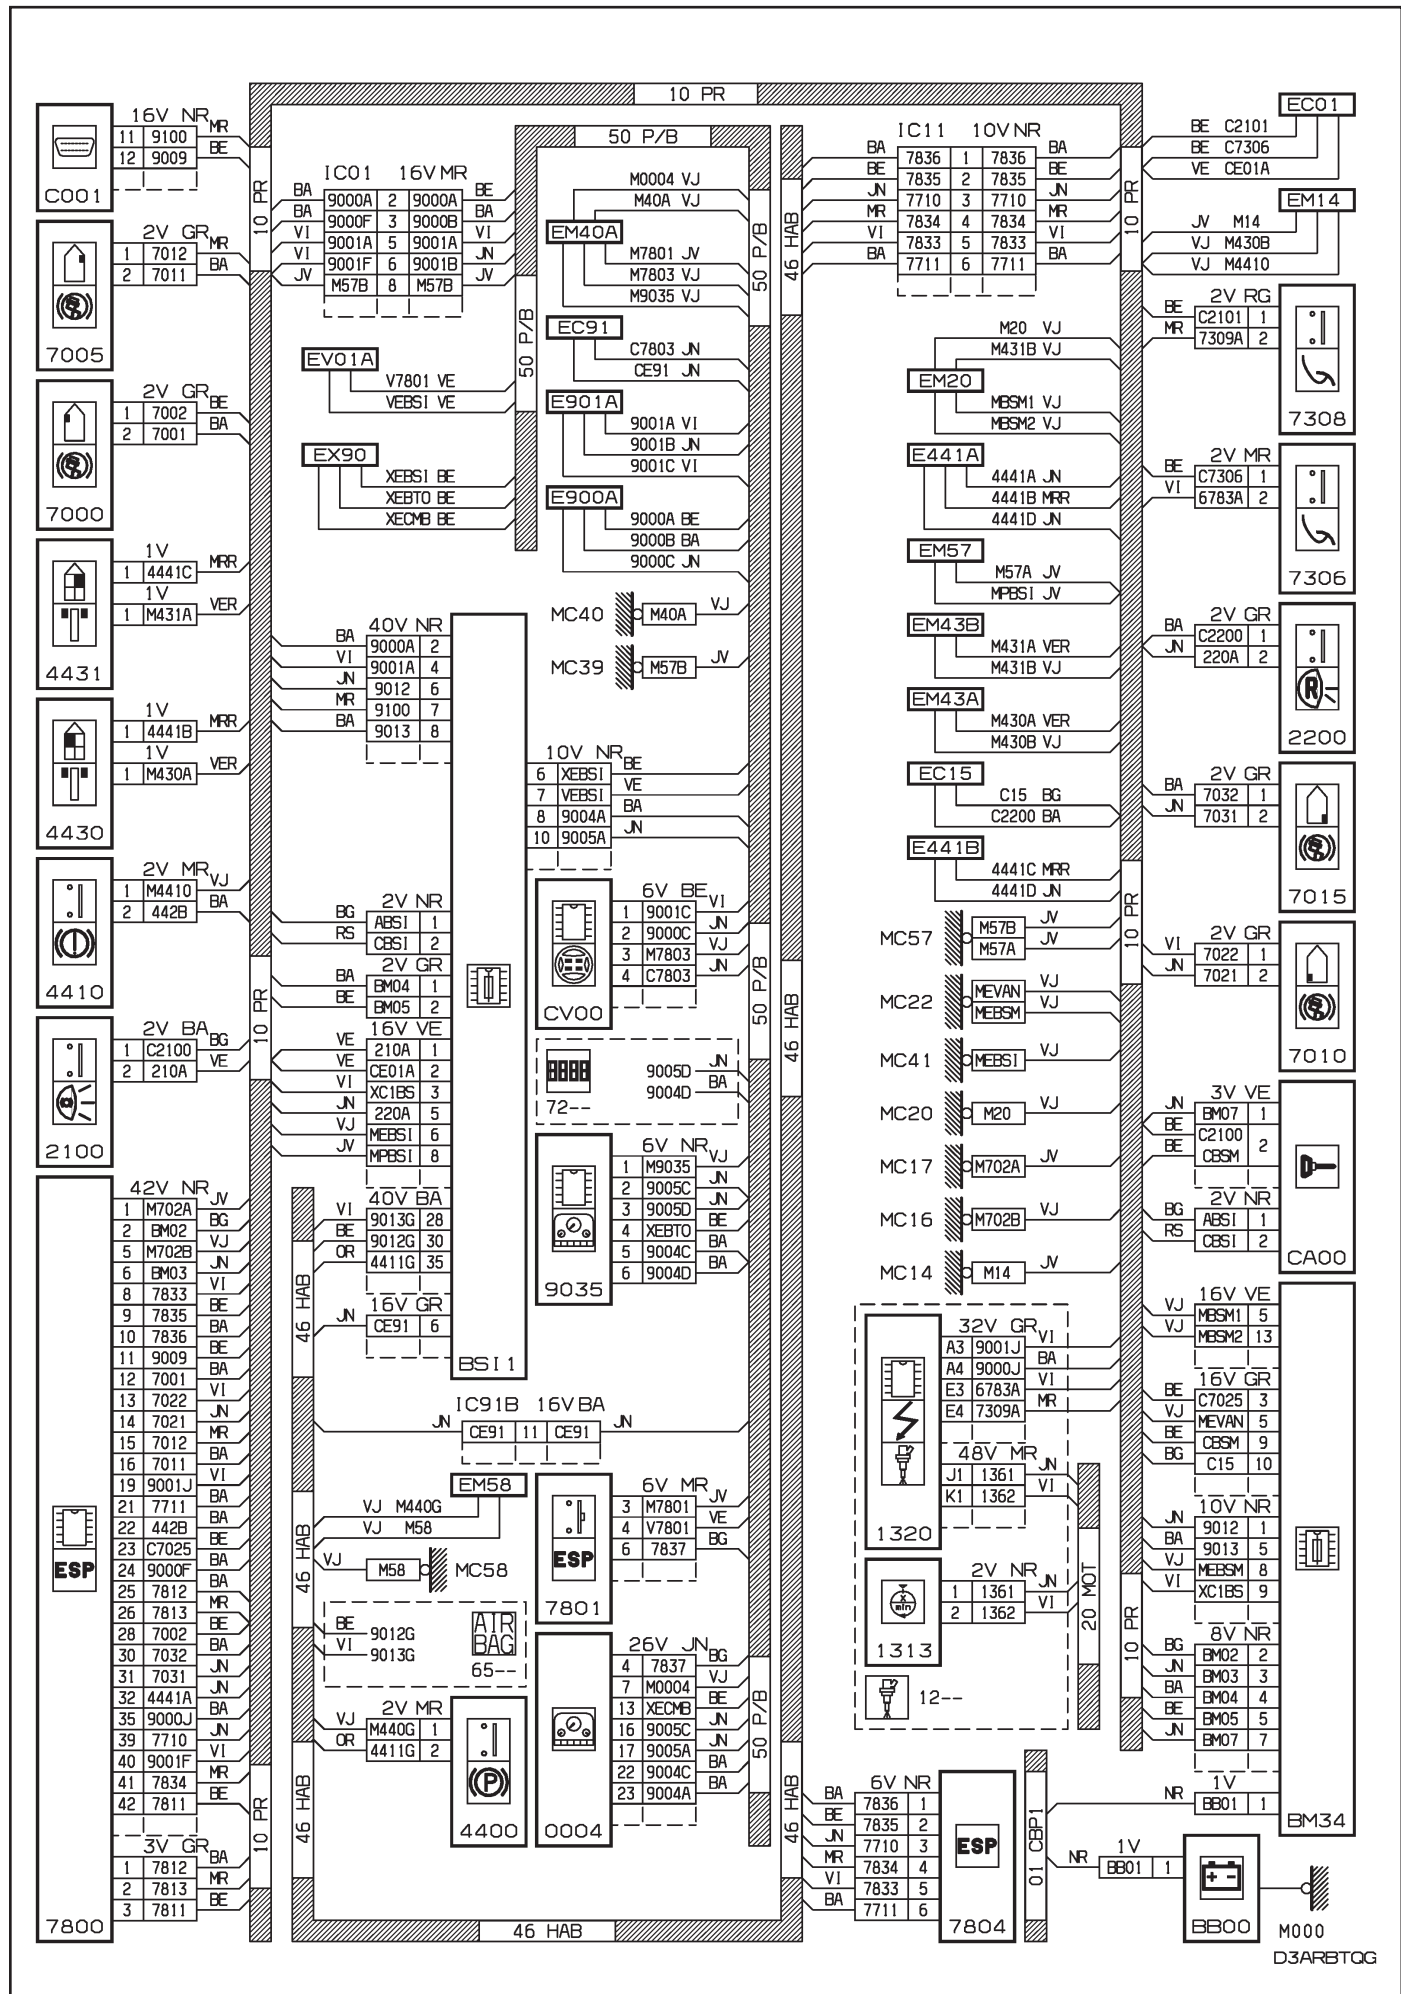 10 PR
C001
16V NR
11 9100 MR
12 9009 BE
7005
2V GR
1 7012 MR
2 7011 BA
7000
2V GR
1 7002 BE
2 7001 BA
4431
1V
1 4441C MRR
1V
1 M431A VER
4430
1V
1 4441B MRR
1V
1 M430A VER
4410
2V MR
1 M4410 VJ
2 442B BA
2100
2V BA
1 C2100 BG
2 210A VE
42V NR
1 M702A JV
2 BM02 BG
5 M702B VJ
6 BM03 JN
8 7833 VI
9 7835 BE
10 7836 BA
11 9009 BE
12 7001 BA
13 7022 VI
14 7021 JN
15 7012 MR
16 7011 BA
19 9001J VI
21 7711 BA
22 442B BA
23 C7025 BE
24 9000F BA
25 7812 BA
26 7813 MR
28 7002 BE
30 7032 BA
31 7031 JN
32 4441A JN
35 9000J BA
39 7710 JN
40 9001F VI
41 7834 MR
42 7811 BE
3V GR
1 7812 BA
2 7813 MR
3 7811 BE
ESP
7800
10 PR
10 PR
10 PR
IC01 16V MR
BA 9000A 2 9000A BE
BA 9000F 3 9000B BA
VI 9001A 5 9001A VI
VI 9001F 6 9001B JN
JV M57B 8 M57B JV
EV01A
V7801 VE
VEBSI VE
EX90
XEBSI BE
XEBTO BE
XECMB BE
50 P/B
50 P/B
M0004 VJ
M40A VJ
EM40A
M7801 JV
M7803 VJ
M9035 VJ
EC91
C7803 JN
CE91 JN
E901A
9001A VI
9001B JN
9001C VI
E900A
9000A BE
9000B BA
9000C JN
MC40 M40A VJ
MC39 M57B JV
50 P/B
50 P/B
50 P/B
40V NR
BA 9000A 2
VI 9001A 4
JN 9012 6
MR 9100 7
BA 9013 8
10V NR
6 XEBSI BE
7 VEBSI VE
8 9004A BA
10 9005A JN
2V NR
BG ABSI 1
RS CBSI 2
2V GR
BA BM04 1
BE BM05 2
16V VE
VE 210A 1
VE CE01A 2
VI XC1BS 3
JN 220A 5
VJ MEBSI 6
JV MPBSI 8
40V BA
VI 9013G 28
BE 9012G 30
OR 4411G 35
16V GR
JN CE91 6
BSI1
6V BE
1 9001C VI
2 9000C JN
3 M7803 VJ
4 C7803 JN
CV00
72--
9005D JN
9004D BA
6V NR
1 M9035 VJ
2 9005C JN
3 9005D JN
4 XEBTO BE
5 9004C BA
6 9004D BA
9035
IC91B 16V BA
JN CE91 11 CE91 JN
EM58
VJ M440G
VJ M58
VJ M58 MC58
BE 9012G
VI 9013G
AIR
BAG
65--
2V MR
VJ M440G 1
OR 4411G 2
4400
6V MR
3 M7801 JV
4 V7801 VE
6 7837 BG
ESP
7801
26V JN
4 7837 BG
7 M0004 VJ
13 XECMB BE
16 9005C JN
17 9005A JN
22 9004C BA
23 9004A BA
0004
46 HAB
46 HAB
46 HAB
46 HAB
46 HAB
46 HAB
46 HAB
IC11 10V NR
BA 7836 1 7836 BA
BE 7835 2 7835 BE
JN 7710 3 7710 JN
MR 7834 4 7834 MR
VI 7833 5 7833 VI
BA 7711 6 7711 BA
M20 VJ
M431B VJ
EM20
MBSM1 VJ
MBSM2 VJ
E441A
4441A JN
4441B MRR
4441D JN
EM57
M57A JV
MPBSI JV
EM43B
M431A VER
M431B VJ
EM43A
M430A VER
M430B VJ
EC15
C15 BG
C2200 BA
E441B
4441C MRR
4441D JN
MC57 M57B JV
M57A JV
MC22 MEVAN VJ
MEBSM VJ
MC41 MEBSI VJ
MC20 M20 VJ
MC17 M702A JV
MC16 M702B VJ
MC14 M14 JV
32V GR
A3 9001J VI
A4 9000J BA
E3 6783A VI
E4 7309A MR
48V MR
J1 1361 JN
K1 1362 VI
1320
2V NR
1 1361 JN
2 1362 VI
1313
12--
20 MOT
6V NR
BA 7836 1
BE 7835 2
JN 7710 3
MR 7834 4
VI 7833 5
BA 7711 6
ESP
7804
01 CBP1
10 PR
10 PR
10 PR
EC01
BE C2101
BE C7306
VE CE01A
EM14
JV M14
VJ M430B
VJ M4410
2V RG
BE C2101 1
MR 7309A 2
7308
2V MR
BE C7306 1
VI 6783A 2
7306
2V GR
BA C2200 1
JN 220A 2
R
2200
2V GR
BA 7032 1
JN 7031 2
7015
2V GR
VI 7022 1
JN 7021 2
7010
3V VE
JN BM07 1
BE C2100 2
BE CBSM
2V NR
BG ABSI 1
RS CBSI 2
CA00
16V VE
VJ MBSM1 5
VJ MBSM2 13
16V GR
BE C7025 3
VJ MEVAN 5
BE CBSM 9
BG C15 10
10V NR
JN 9012 1
BA 9013 5
VJ MEBSM 8
VI XC1BS 9
8V NR
BG BM02 2
JN BM03 3
BA BM04 4
BE BM05 5
JN BM07 7
1V
NR BB01 1
BM34
1V
NR BB01 1
BB00
M000
D3ARBTQG